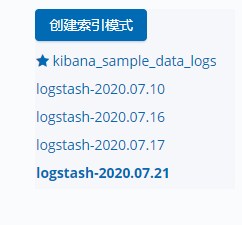 创建索引模式
kibana_sample_data_logs
logstash-2020.07.10
logstash-2020.07.16
logstash-2020.07.17
logstash-2020.07.21